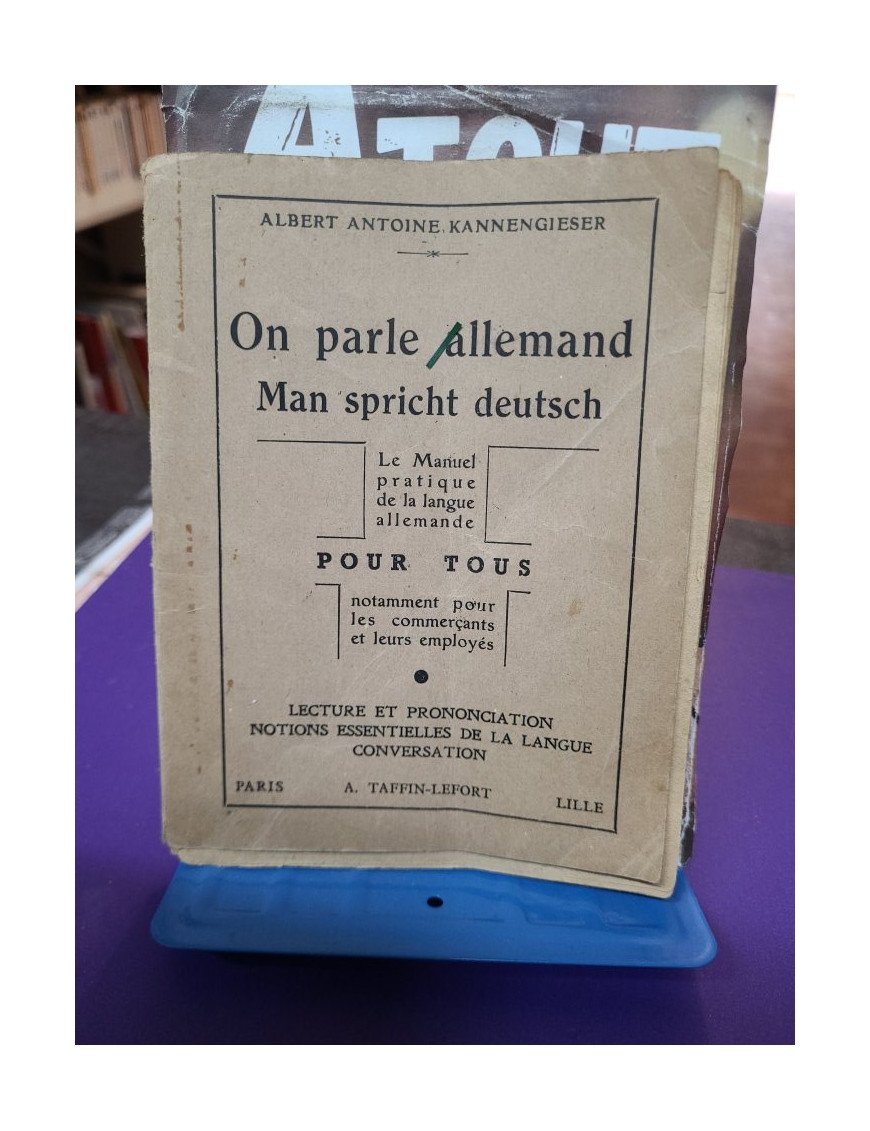 ATOUT
ALBERT ANTOINE KANNENGIESER
On parle allemand
Man spricht deutsch
Le Manuel
pratique
de la langue
allemande
POUR TOUS
notamment pour
les commerçants
et leurs employés
LECTURE ET PRONONCIATION
NOTIONS ESSENTIELLES DE LA LANGUE
CONVERSATION
PARIS A. TAFFIN-LEFORT LILLE